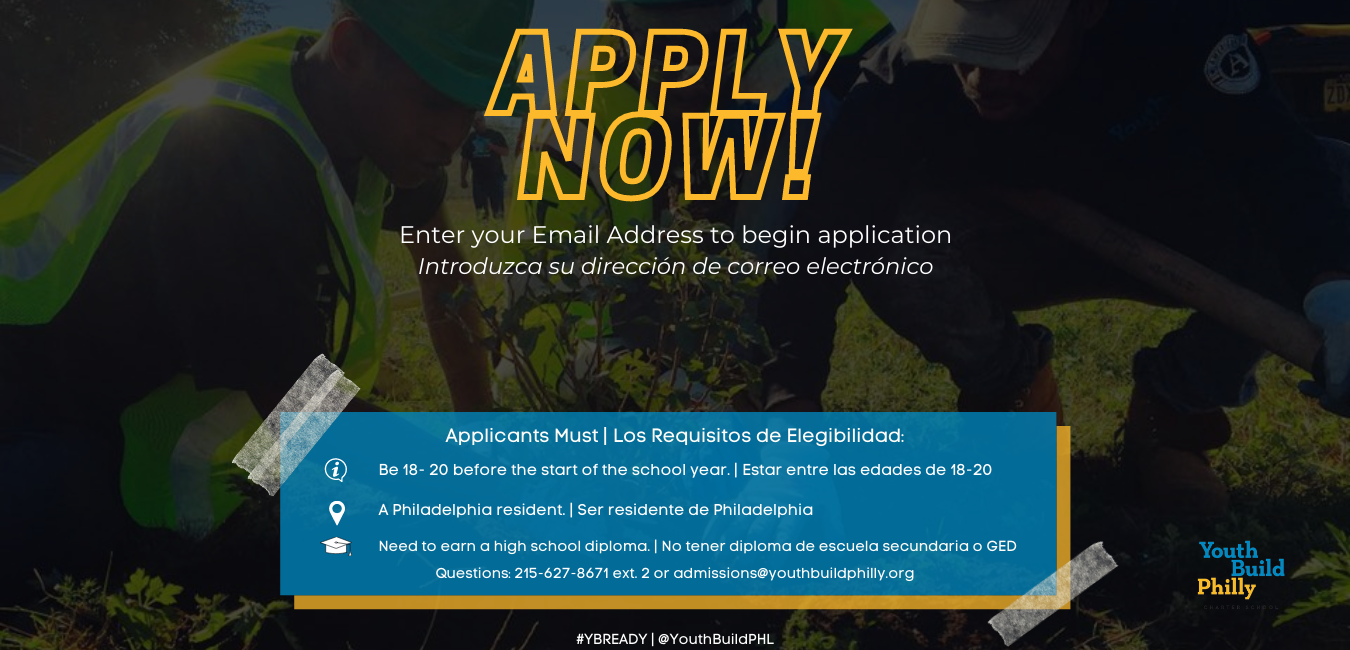 APPLY
NOW!
Enter your Email Address to begin application
Introduzca su dirección de correo electrónico
Applicants Must | Los Requisitos de Elegibilidad:
Be 18- 20 before the start of the school year. | Estar entre las edades de 18-20
A Philadelphia resident. | Ser residente de Philadelphia
Need to earn a high school diploma. | No tener diploma de escuela secundaria o GED
Questions: 215-627-8671 ext. 2 or admissions@youthbuildphilly.org
Youth
Build
Philly
CHARTER SCHOOL
#YBREADY | @YouthBuildPHL